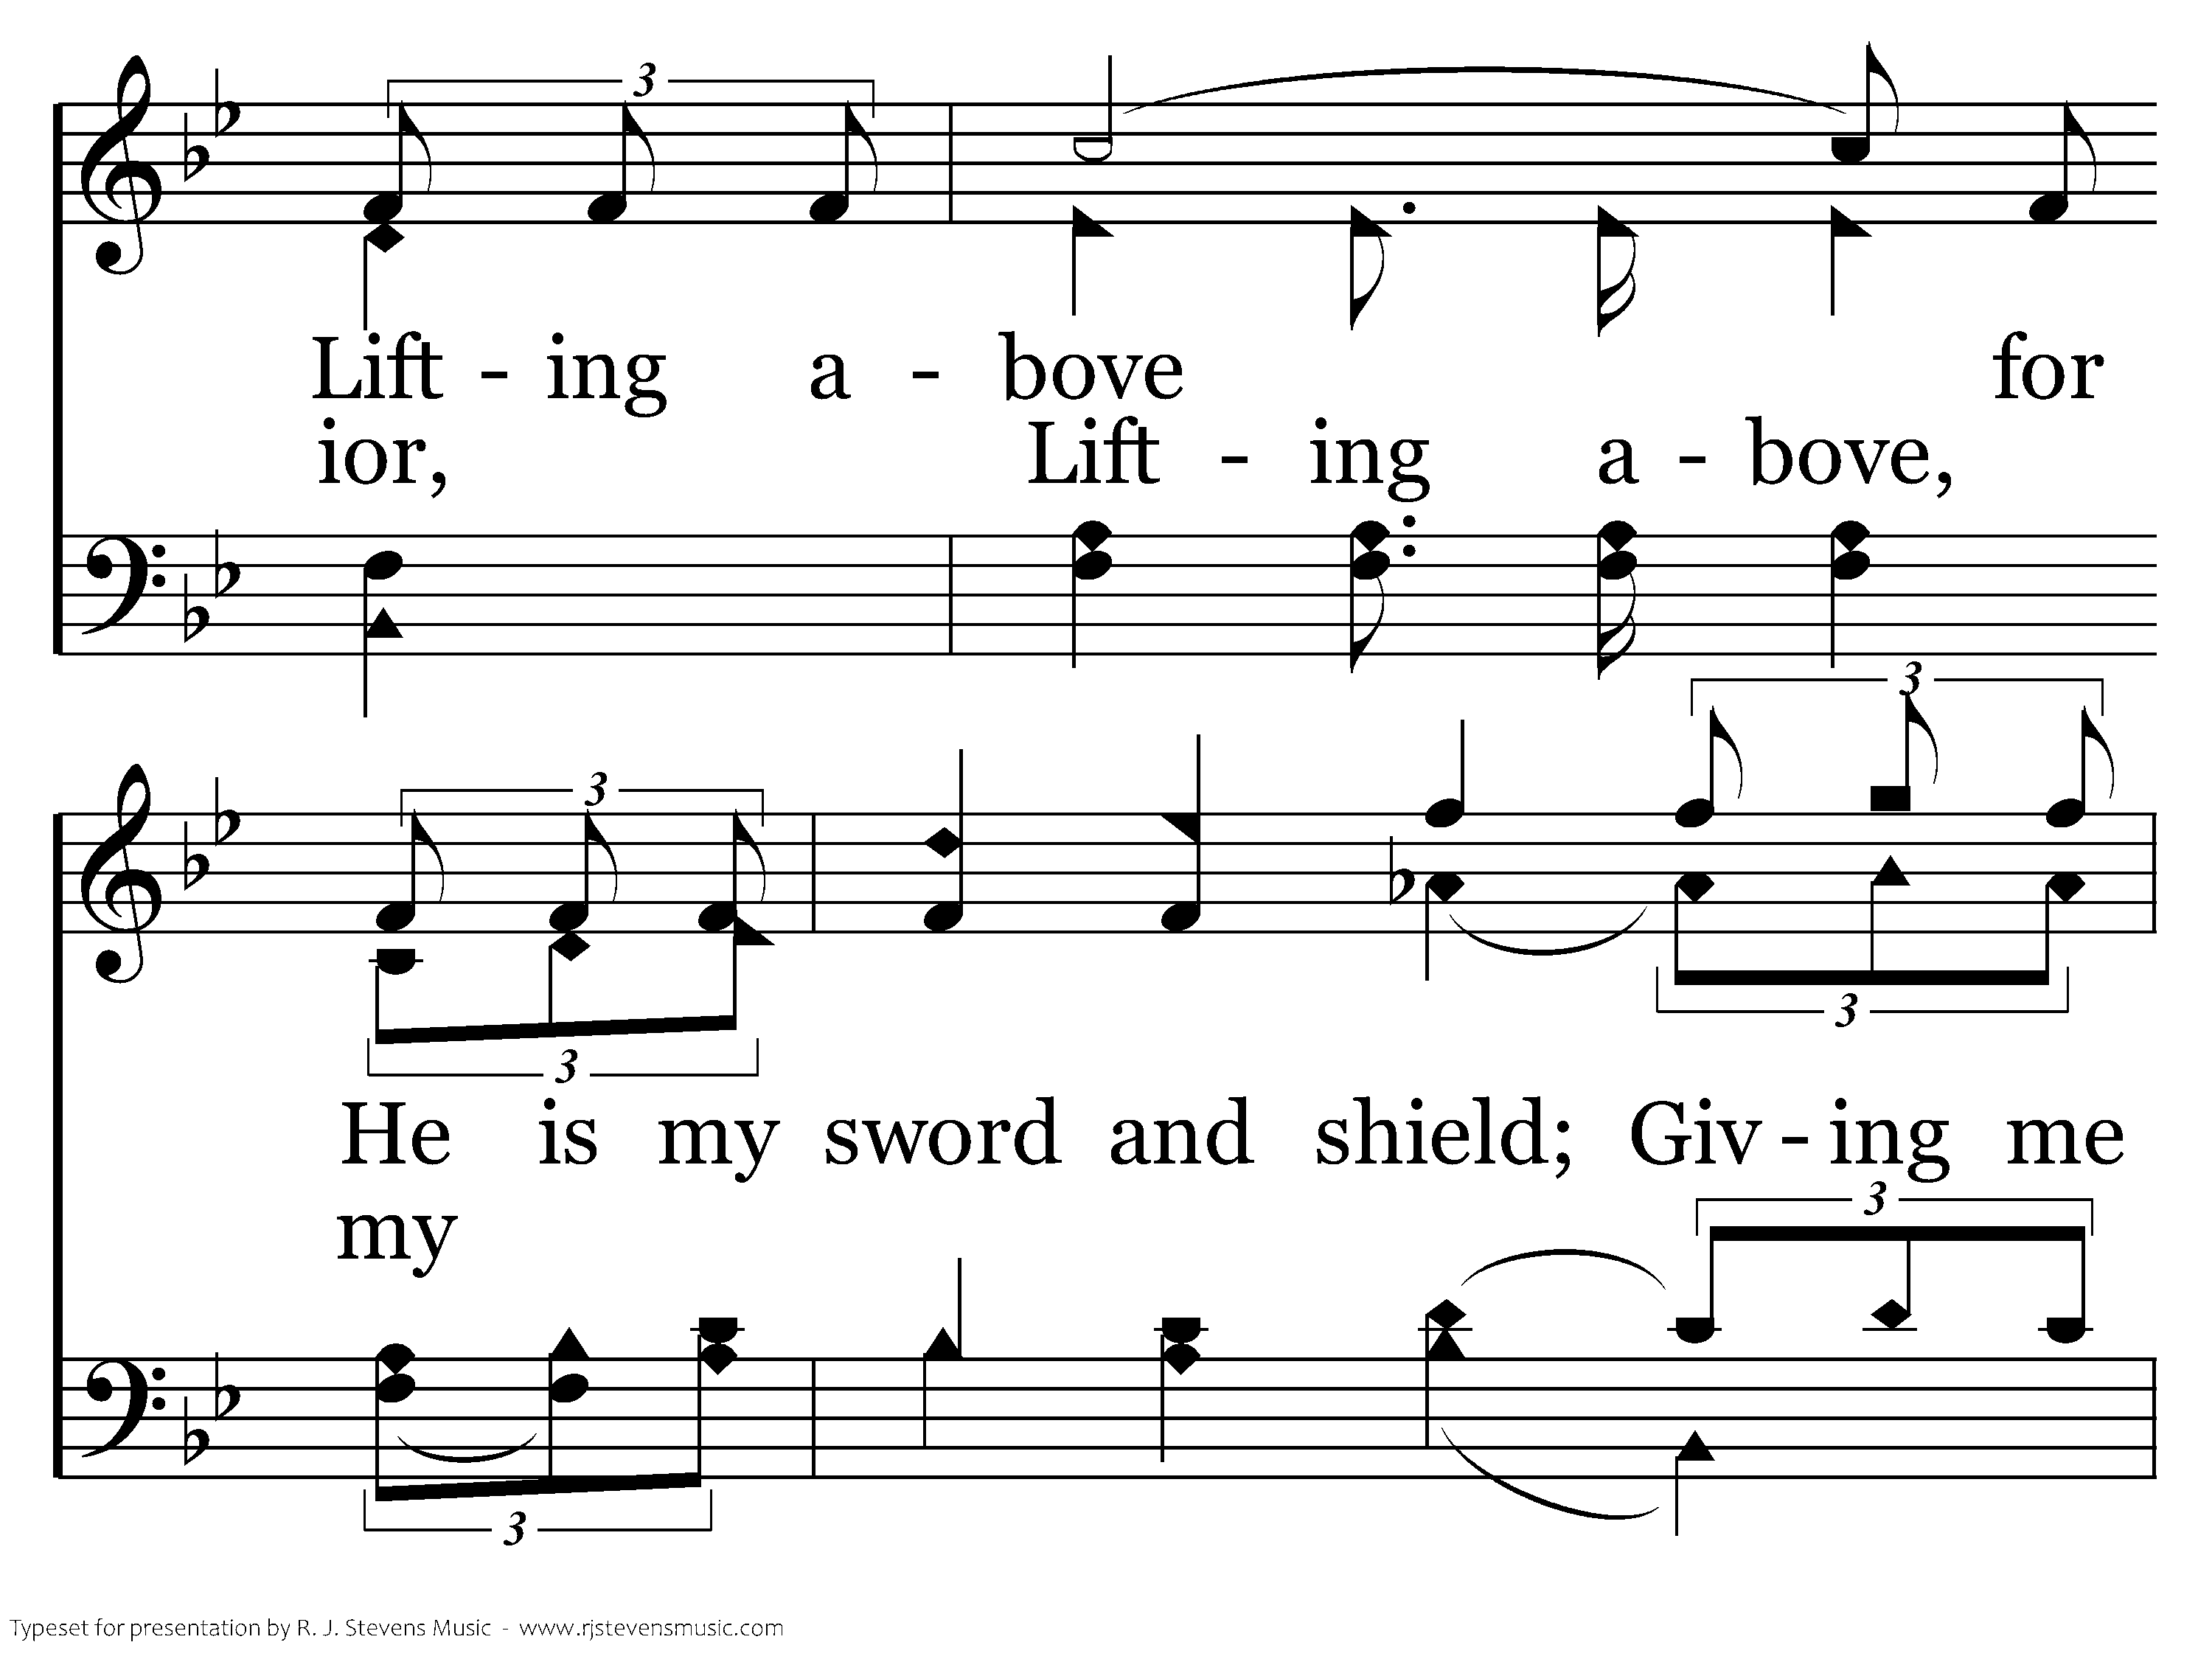 3
Lift - ing a - bove for
ior, Lift - ing a - bove,
3
3
3
3
He is my sword and shield; Giv - ing me
3
my
3
Typeset for presentation by R. J. Stevens Music - www.rjstevensmusic.com